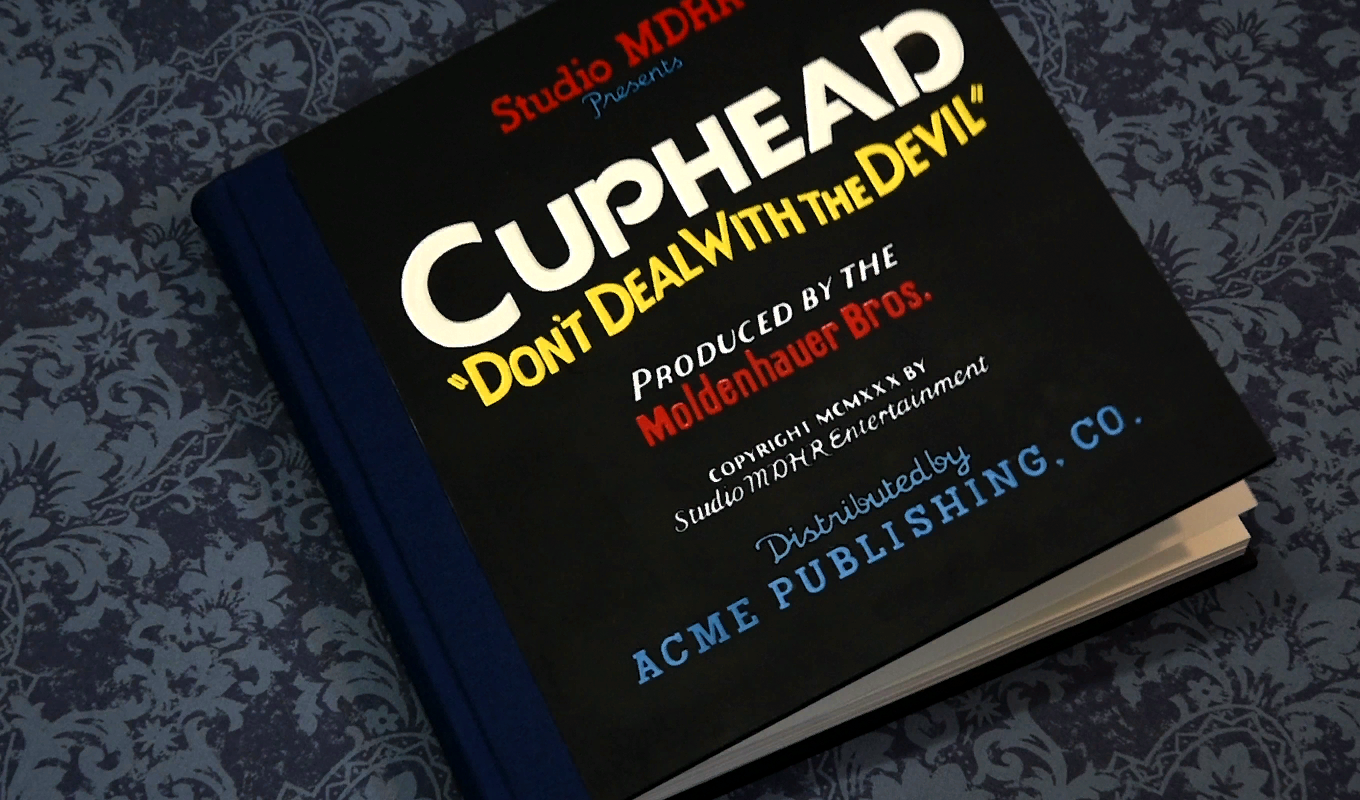 Studio MDHR
Presents
CUPHEAD
"DON'T DEAL WITH THE DEVIL"
PRODUCED BY THE
Moldenhauer Bros.
COPYRIGHT MCMXXX BY
Studio MDHR Entertainment
Distributed by
ACME PUBLISHING, CO.